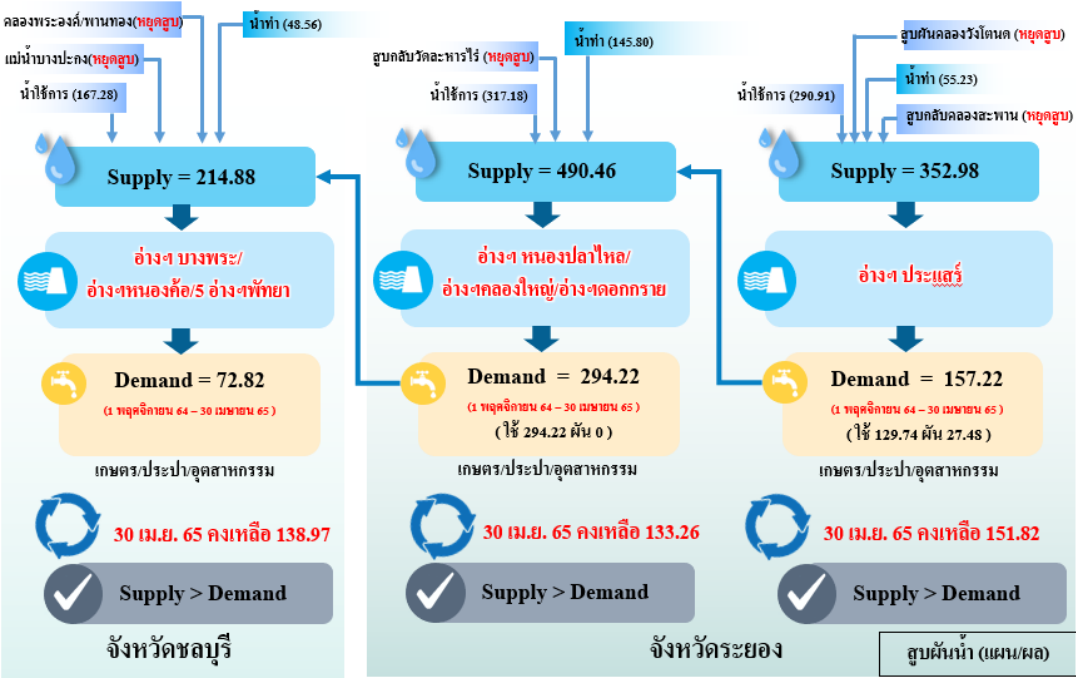 คลองพระองค์/พานทอง(หยุดสูบ)
น้ำท่า (48.56)
แม่น้ำบางปะกง(หยุดสูบ)
น้ำใช้การ (167.28)
Supply = 214.88
อ่างฯ บางพระ/
อ่างฯหนองค้อ/5 อ่างฯพัทยา
Demand = 72.82
(1 พฤศจิกายน 64 – 30 เมษายน 65 )
เกษตร/ประปา/อุตสาหกรรม
30 เม.ย. 65 คงเหลือ 138.97
Supply > Demand
จังหวัดชลบุรี
น้ำท่า (145.80)
สูบกลับวัดละหารไร่ (หยุดสูบ)
น้ำใช้การ (317.18)
Supply = 490.46
อ่างฯ หนองปลาไหล/
อ่างฯคลองใหญ่/อ่างฯดอกกราย
Demand = 294.22
(1 พฤศจิกายน 64 – 30 เมษายน 65 )
( ใช้ 294.22 ผัน 0 )
เกษตร/ประปา/อุตสาหกรรม
30 เม.ย. 65 คงเหลือ 133.26
Supply > Demand
สูบผันคลองวังโตนด (หยุดสูบ)
น้ำท่า (55.23)
น้ำใช้การ (290.91)
สูบกลับคลองสะพาน (หยุดสูบ)
Supply = 352.98
อ่างฯ ประแสร์
Demand = 157.22
(1 พฤศจิกายน 64 – 30 เมษายน 65 )
( ใช้ 129.74 ผัน 27.48 )
เกษตร/ประปา/อุตสาหกรรม
30 เม.ย. 65 คงเหลือ 151.82
Supply > Demand
จังหวัดระยอง
สูบผันน้ำ (แผน/ผล)